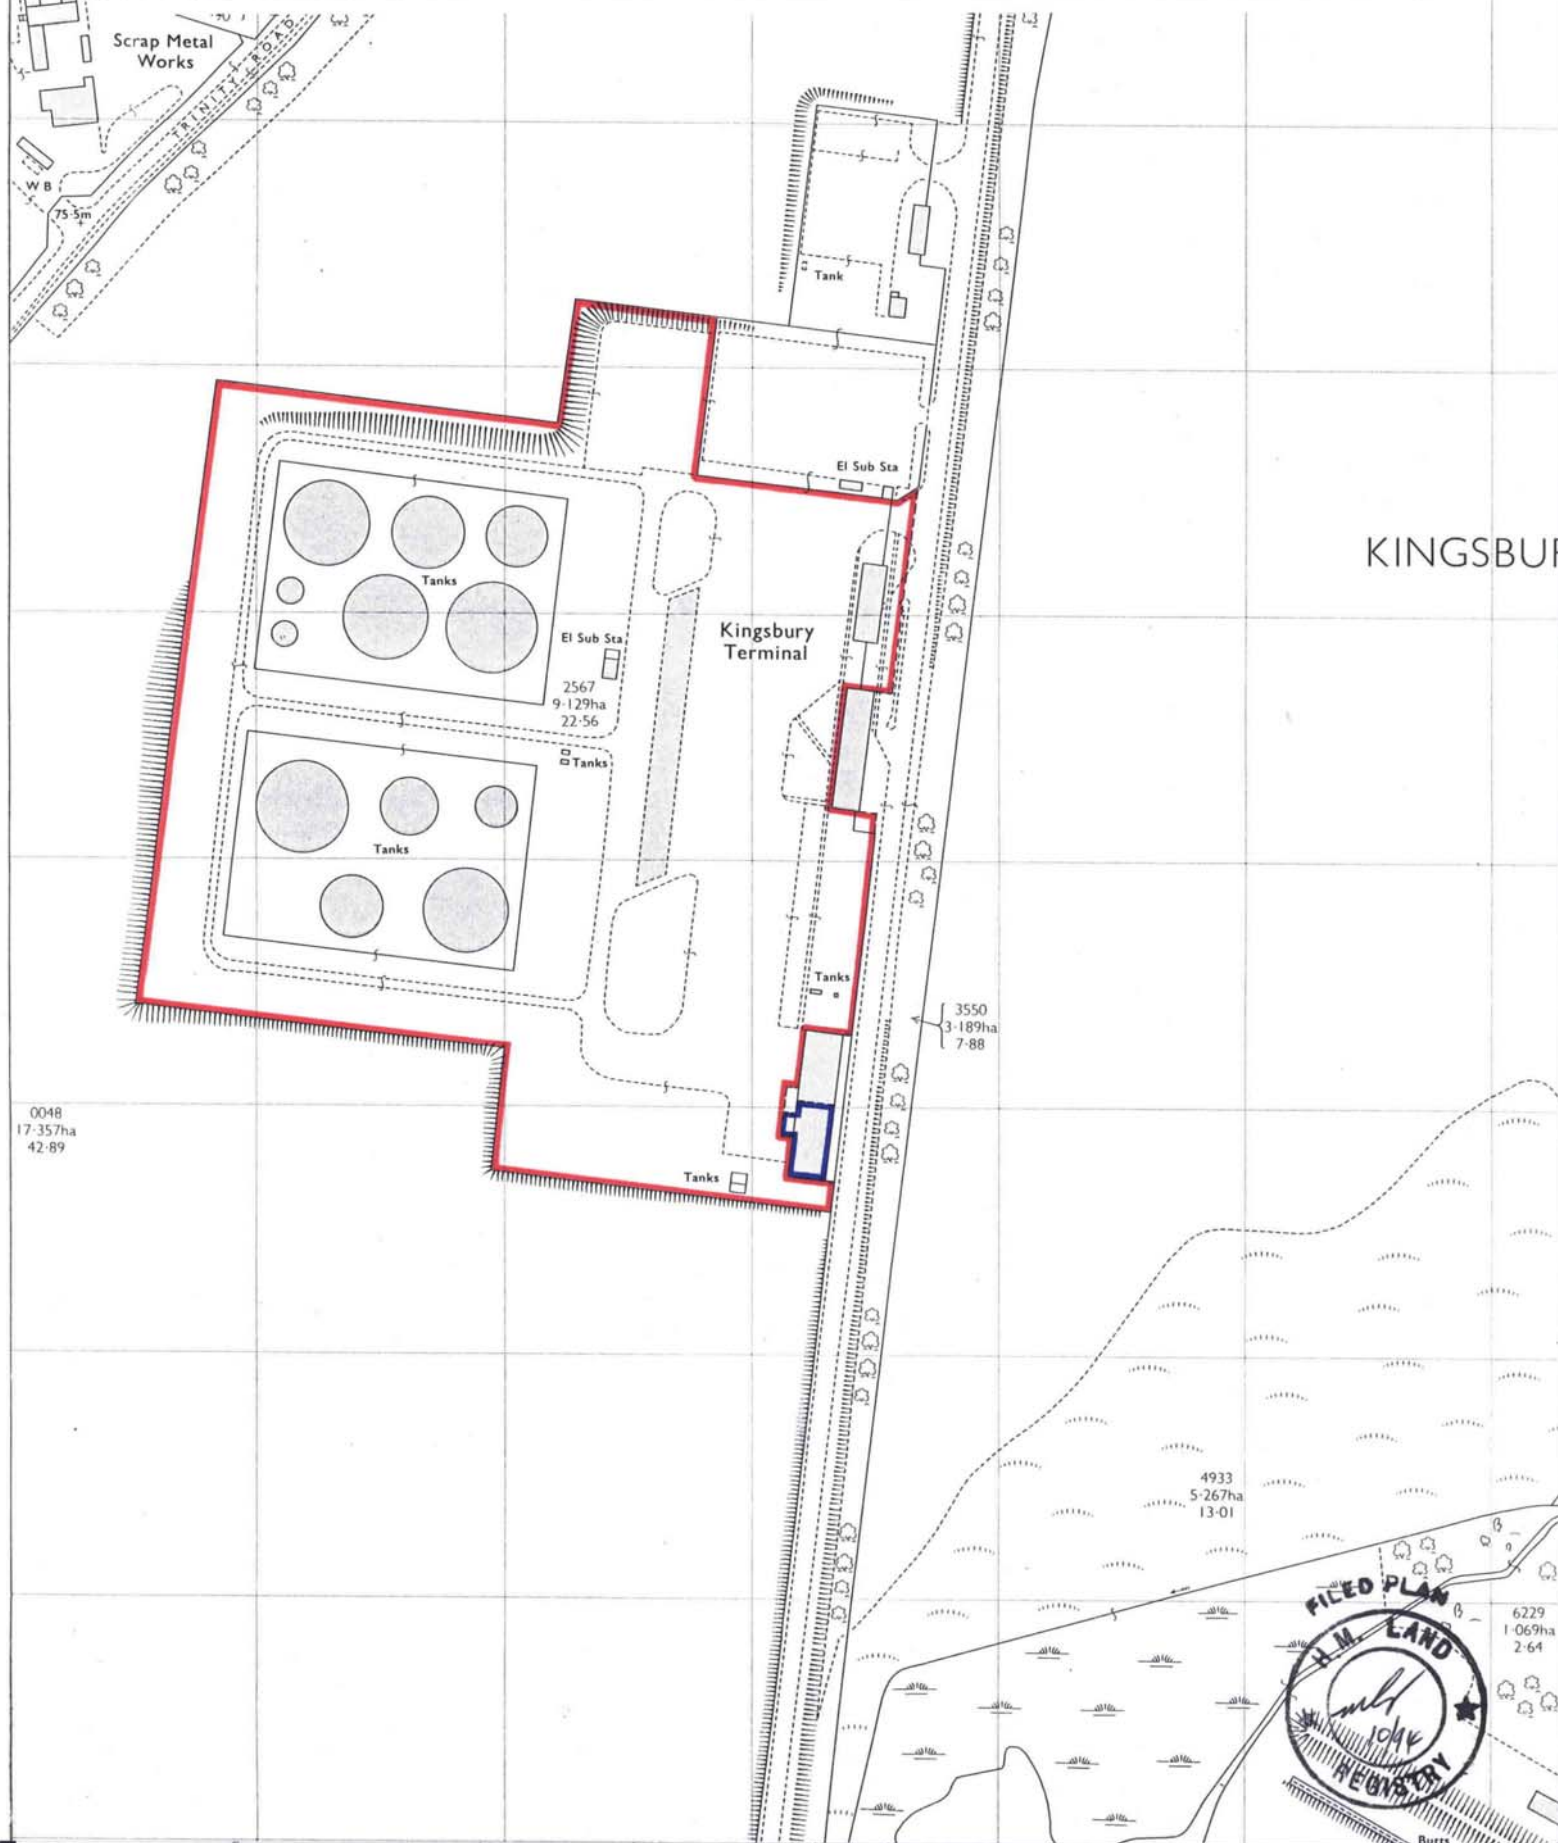 Scrap Metal
Works
TRINITY ROAD
W B
75·5m
Tank
El Sub Sta
KINGSBUR
Tanks
Kingsbury
Terminal
El Sub Sta
2567
9·129ha
22·56
Tanks
Tanks
Tanks
3550
3·189ha
7·88
0048
17·357ha
42·89
Tanks
4933
5·267ha
13·01
FILED PLAN
H.M. LAND
REGISTRY
10/94
6229
1·069ha
2·64
Butts